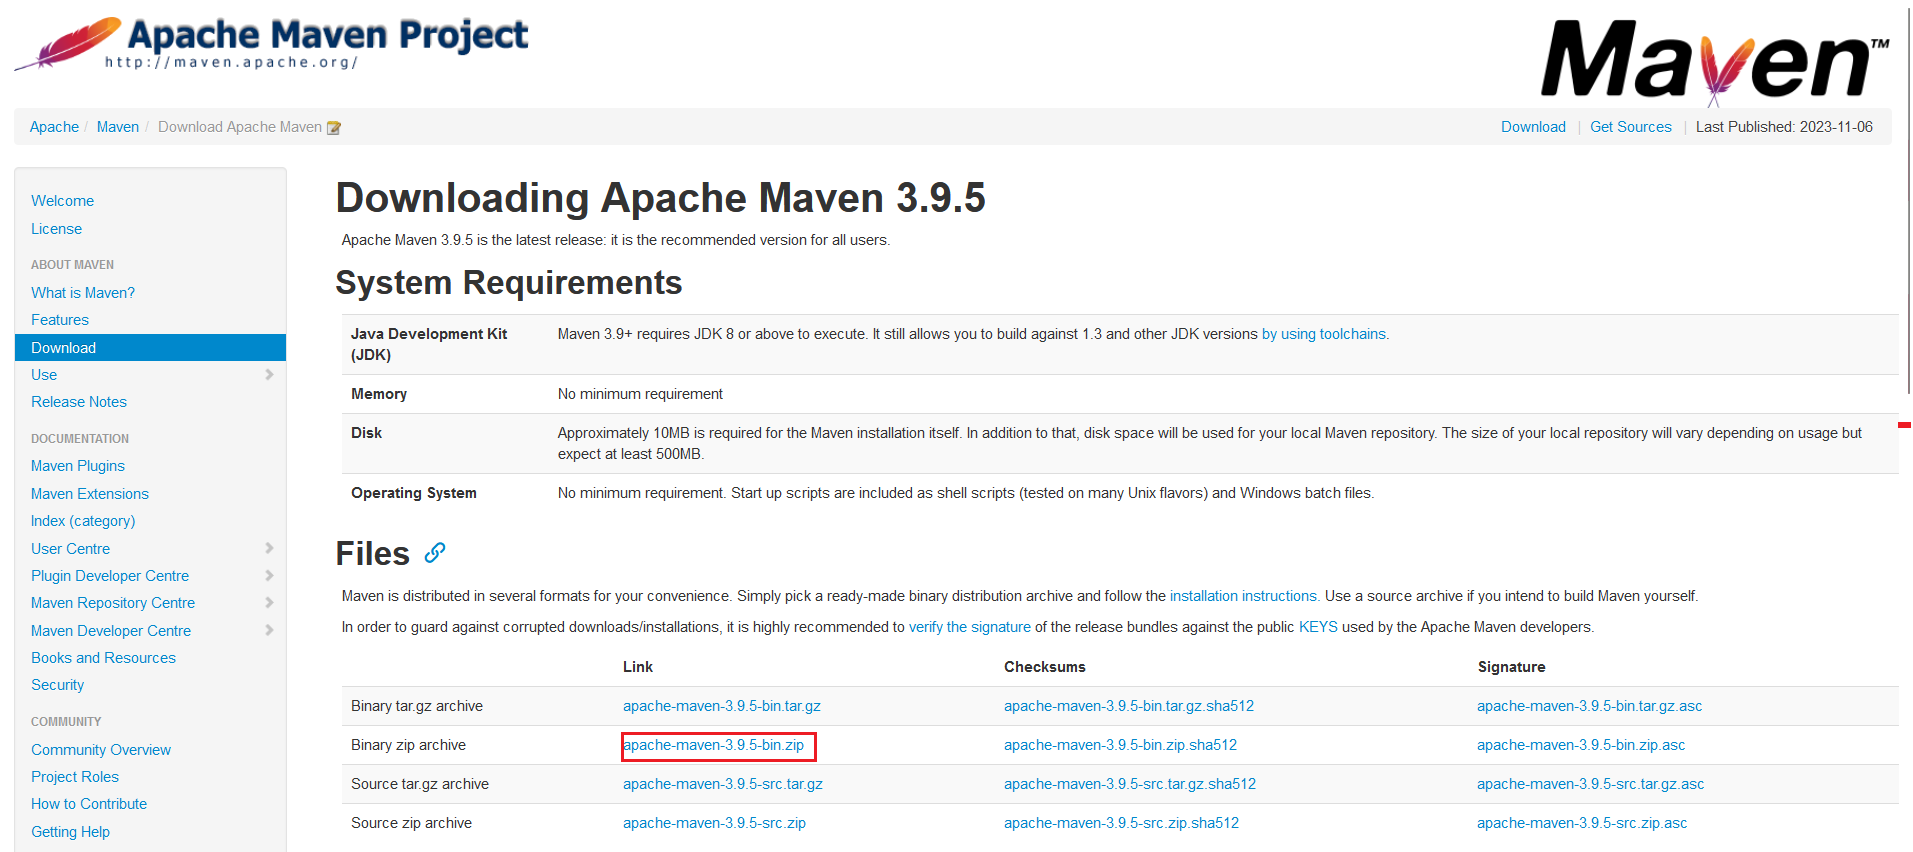 Apache Maven Project
http://maven.apache.org/
Maven™
Apache / Maven / Download Apache Maven
Download | Get Sources | Last Published: 2023-11-06
Welcome
License
ABOUT MAVEN
What is Maven?
Features
Download
Use
Release Notes
DOCUMENTATION
Maven Plugins
Maven Extensions
Index (category)
User Centre
Plugin Developer Centre
Maven Repository Centre
Maven Developer Centre
Books and Resources
Security
COMMUNITY
Community Overview
Project Roles
How to Contribute
Getting Help
Downloading Apache Maven 3.9.5
Apache Maven 3.9.5 is the latest release: it is the recommended version for all users.
System Requirements
Java Development Kit Maven 3.9+ requires JDK 8 or above to execute. It still allows you to build against 1.3 and other JDK versions by using toolchains.
(JDK)
Memory No minimum requirement
Disk Approximately 10MB is required for the Maven installation itself. In addition to that, disk space will be used for your local Maven repository. The size of your local repository will vary depending on usage but
expect at least 500MB.
Operating System No minimum requirement. Start up scripts are included as shell scripts (tested on many Unix flavors) and Windows batch files.
Files
Maven is distributed in several formats for your convenience. Simply pick a ready-made binary distribution archive and follow the installation instructions. Use a source archive if you intend to build Maven yourself.
In order to guard against corrupted downloads/installations, it is highly recommended to verify the signature of the release bundles against the public KEYS used by the Apache Maven developers.
Link Checksums Signature
Binary tar.gz archive apache-maven-3.9.5-bin.tar.gz apache-maven-3.9.5-bin.tar.gz.sha512 apache-maven-3.9.5-bin.tar.gz.asc
Binary zip archive apache-maven-3.9.5-bin.zip apache-maven-3.9.5-bin.zip.sha512 apache-maven-3.9.5-bin.zip.asc
Source tar.gz archive apache-maven-3.9.5-src.tar.gz apache-maven-3.9.5-src.tar.gz.sha512 apache-maven-3.9.5-src.tar.gz.asc
Source zip archive apache-maven-3.9.5-src.zip apache-maven-3.9.5-src.zip.sha512 apache-maven-3.9.5-src.zip.asc